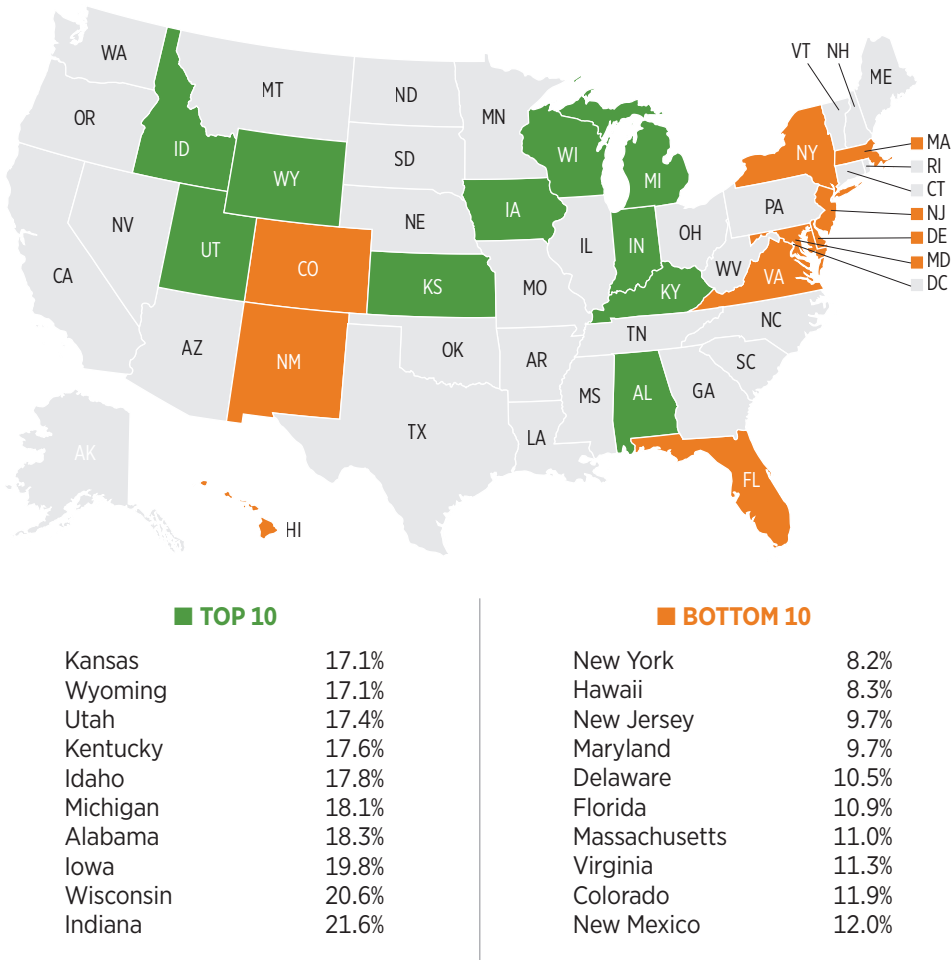 VT NH
WA
ME
MT
ND
MN
OR
MA
ID
WI
NY
SD
RI
WY
MI
CT
IA
PA
NJ
NE
NV
OH
DE
UT
IL
IN
MD
CO
WV
CA
VA
DC
KS
MO
KY
NC
TN
AZ
OK
NM
AR
SC
MS
AL
GA
TX
LA
AK
FL
HI
TOP 10
Kansas 17.1%
Wyoming 17.1%
Utah 17.4%
Kentucky 17.6%
Idaho 17.8%
Michigan 18.1%
Alabama 18.3%
Iowa 19.8%
Wisconsin 20.6%
Indiana 21.6%
BOTTOM 10
New York 8.2%
Hawaii 8.3%
New Jersey 9.7%
Maryland 9.7%
Delaware 10.5%
Florida 10.9%
Massachusetts 11.0%
Virginia 11.3%
Colorado 11.9%
New Mexico 12.0%